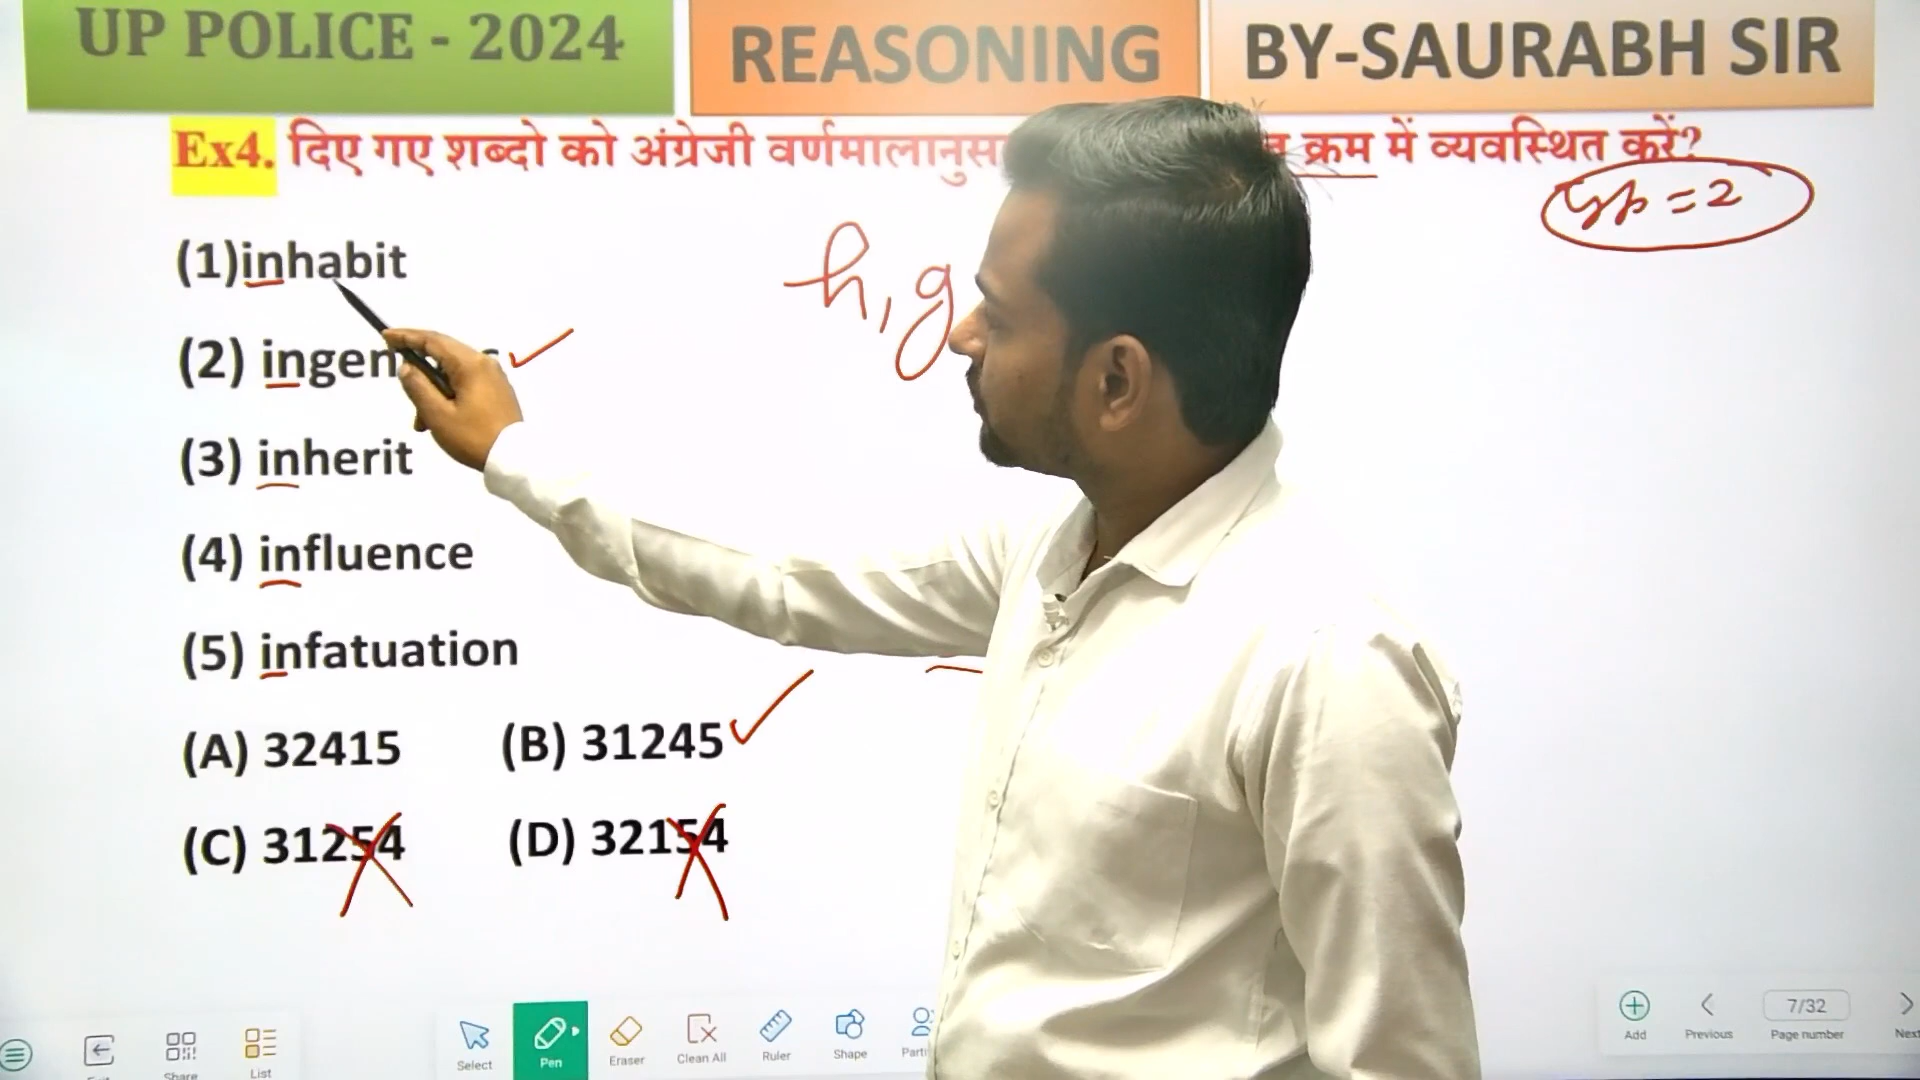 UP POLICE - 2024
REASONING
BY-SAURABH SIR
Ex4. दिए गए शब्दो को अंग्रेजी वर्णमालानुस क्रम में व्यवस्थित करें?
(1)inhabit
h, g
(2) ingen
(3) inherit
(4) influence
(5) infatuation
(A) 32415 (B) 31245
(C) 31254 (D) 32154
Share
List
Select
Pen
Eraser
Clean All
Ruler
Shape
Parti
Add
Previous
7/32
Page number
Next